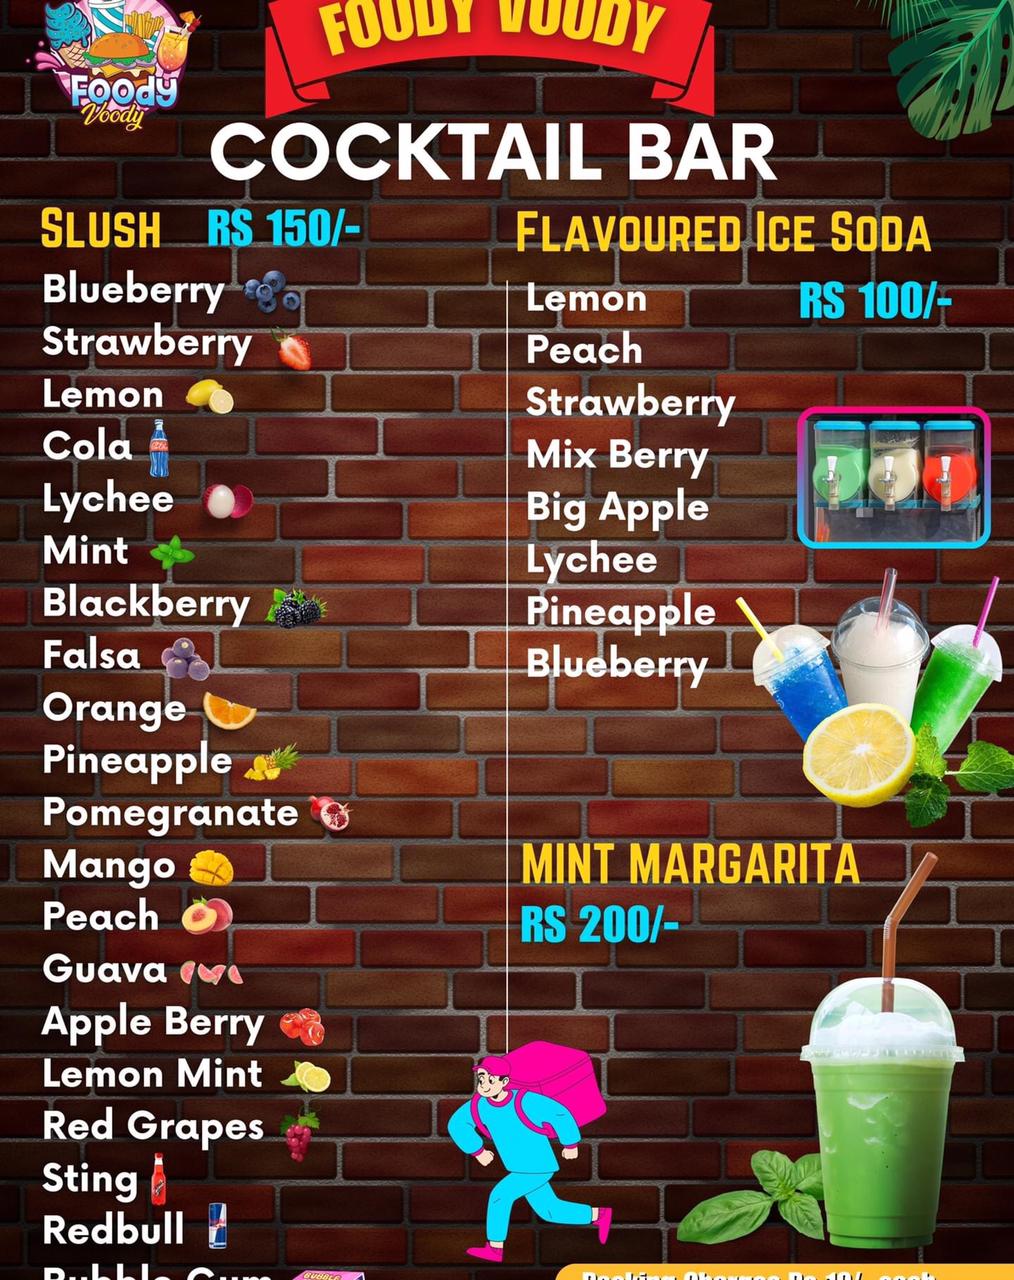 FOODY VOODY
Foody
Voody
COCKTAIL BAR
SLUSH RS 150/-
Blueberry
Strawberry
Lemon
Cola
Lychee
Mint
Blackberry
Falsa
Orange
Pineapple
Pomegranate
Mango
Peach
Guava
Apple Berry
Lemon Mint
Red Grapes
Sting
Redbull
Bubble Gum
FLAVOURED ICE SODA
RS 100/-
Lemon
Peach
Strawberry
Mix Berry
Big Apple
Lychee
Pineapple
Blueberry
MINT MARGARITA
RS 200/-